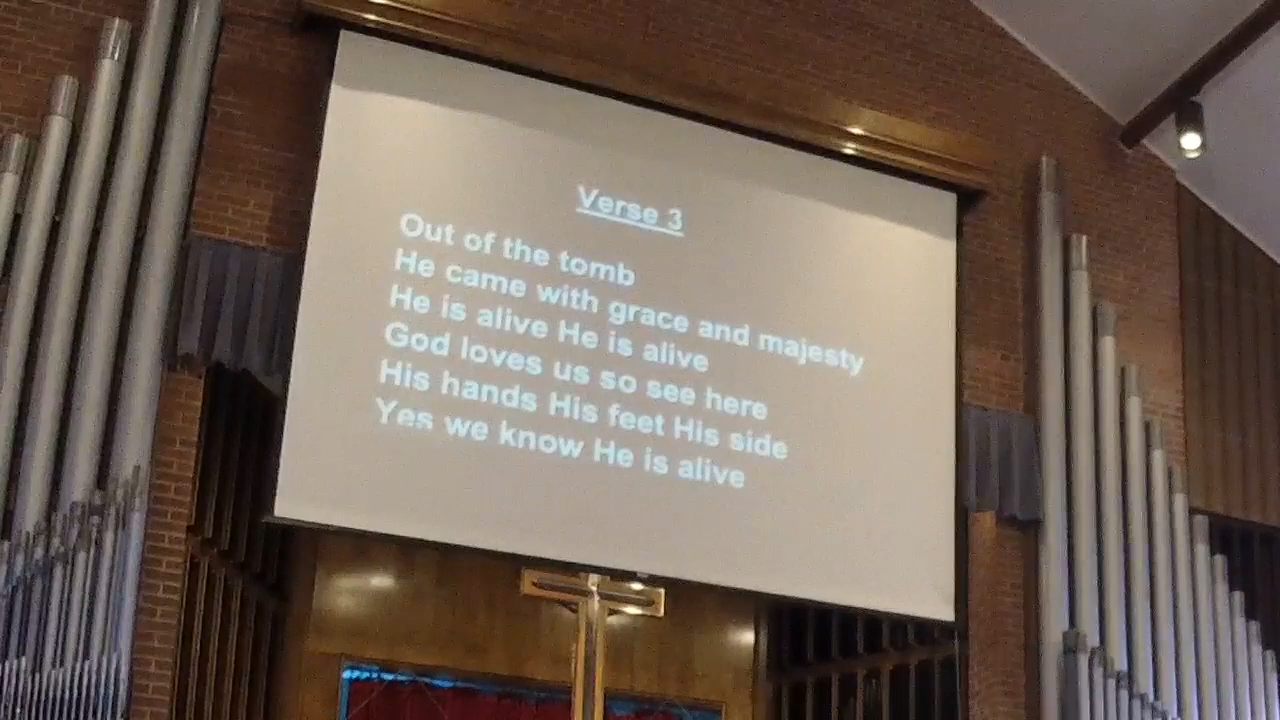 Verse 3
Out of the tomb
He came with grace and majesty
He is alive He is alive
God loves us so see here
His hands His feet His side
Yes we know He is alive